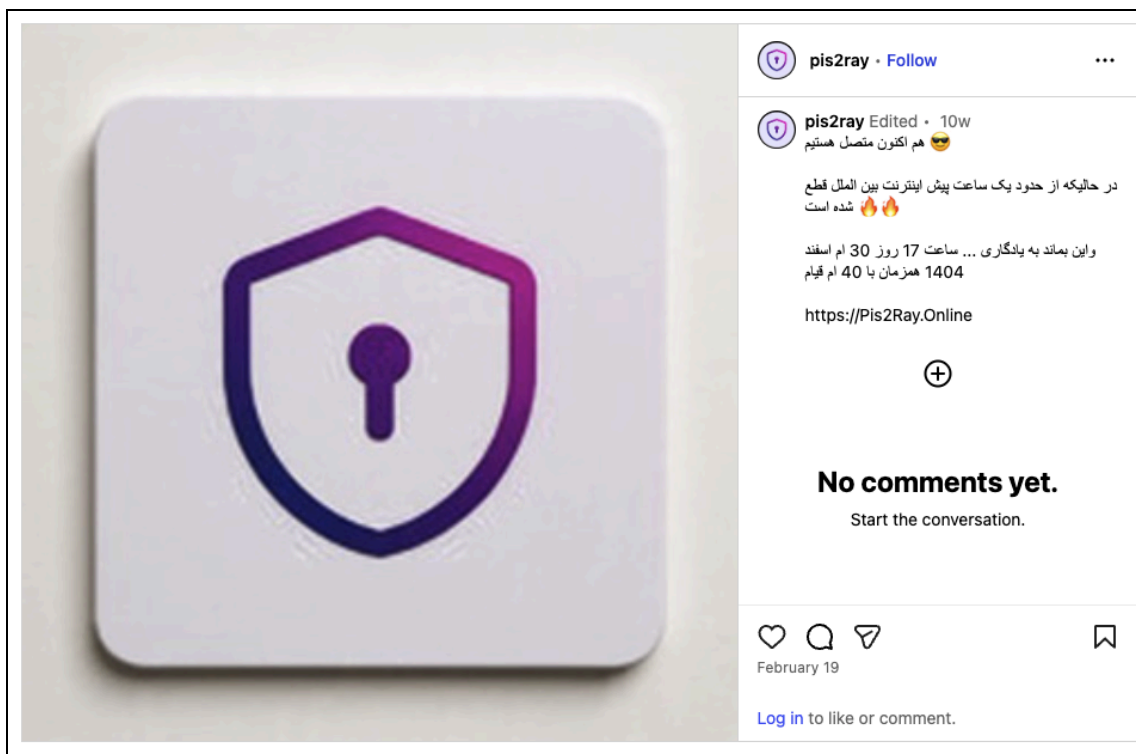 pis2ray • Follow
pis2ray Edited • 10w
هم اکنون متصل هستیم 😎
در حالیکه از حدود یک ساعت پیش اینترنت بین الملل قطع
شده است 🔥🔥
واین بماند به یادگاری ... ساعت 17 روز 30 ام اسفند
1404 همزمان با 40 ام قیام
https://Pis2Ray.Online
No comments yet.
Start the conversation.
February 19
Log in to like or comment.